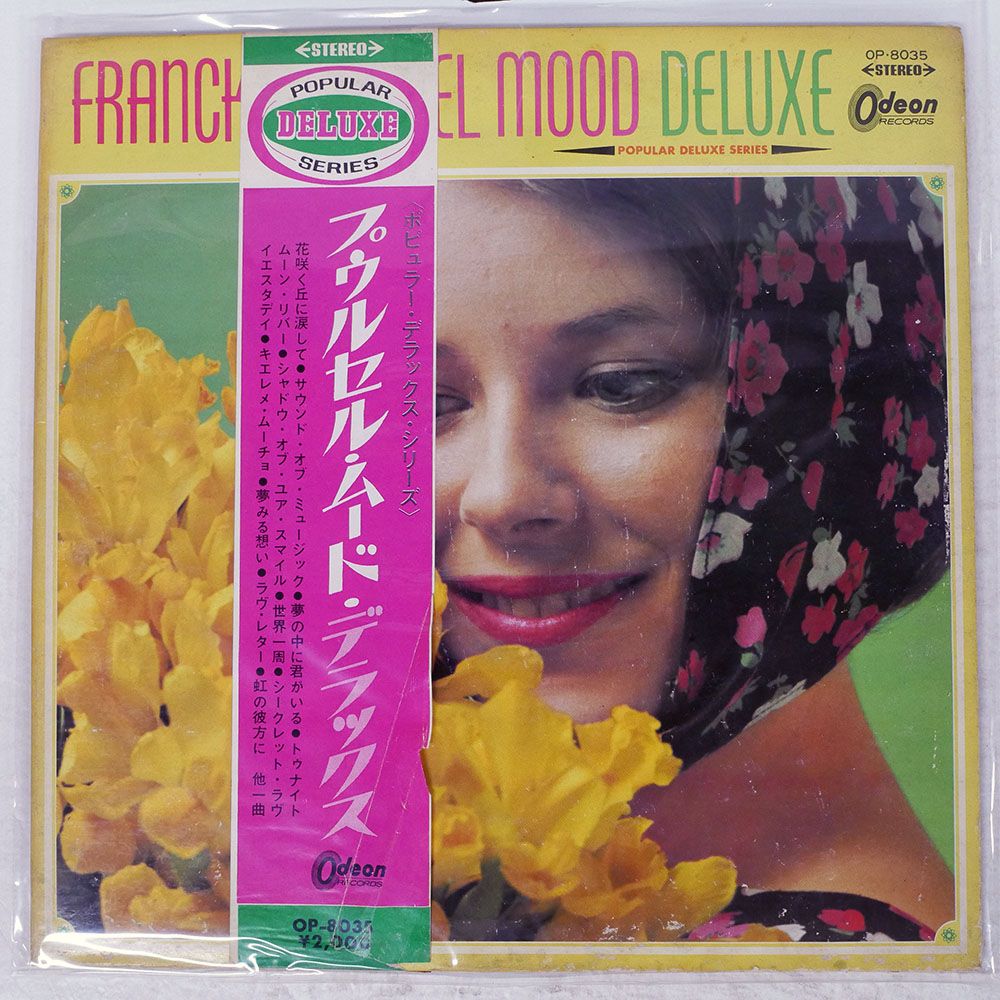 FRANCK EL MOOD DELUXE
OP-8035
STEREO
Odeon
RECORDS
POPULAR DELUXE SERIES
STEREO
POPULAR
DELUXE
SERIES
〈ポピュラー・デラックス・シリーズ〉
プウルセル・ムード・デラックス
花咲く丘に涙して●サウンド・オブ・ミュージック●夢の中に君がいる●トゥナイト
ムーン・リバー●シャドウ・オブ・ユア・スマイル●世界一周●シークレット・ラヴ
イエスタデイ●キエレメ・ムーチョ●夢みる想い●ラヴ・レター●虹の彼方に 他一曲
Odeon
RECORDS
OP-8035
¥2,000